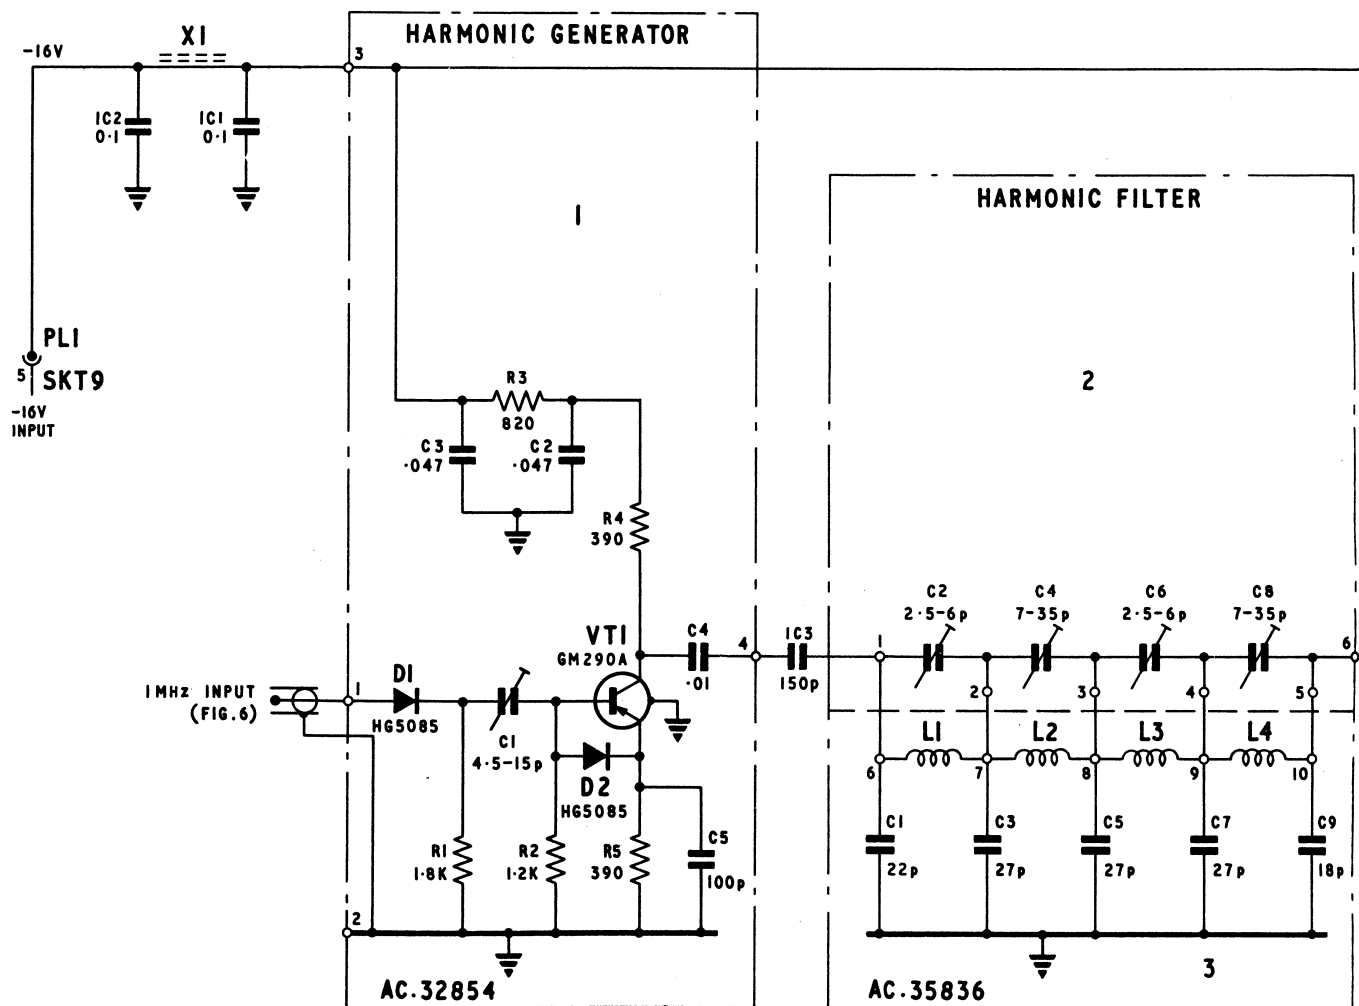 HARMONIC GENERATOR
-16V
X1
3
1C2
0·1
1C1
0·1
HARMONIC FILTER
1
PL1
5
SKT9
-16V
INPUT
2
R3
820
C3
·047
C2
·047
R4
390
VT1
GM290A
C4
·01
4
1C3
150p
1
C2
2·5-6p
C4
7-35p
C6
2·5-6p
C8
7-35p
6
2
3
4
5
1MHz INPUT
(FIG.6)
1
D1
HG5085
C1
4·5-15p
D2
HG5085
L1
L2
L3
L4
6
7
8
9
10
R1
1·8K
R2
1·2K
R5
390
C5
100p
C1
22p
C3
27p
C5
27p
C7
27p
C9
18p
2
3
AC.32854
AC.35836